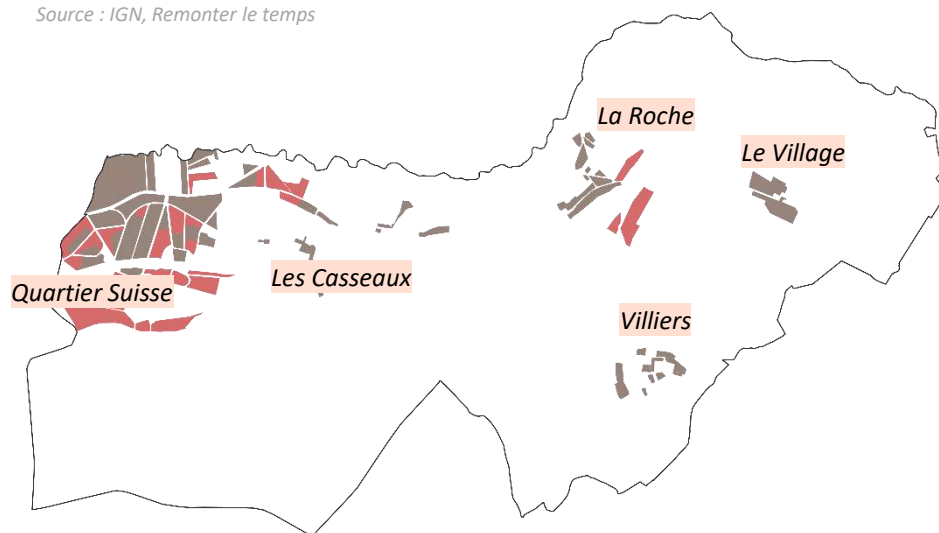 Source : IGN, Remonter le temps
La Roche
Le Village
Les Casseaux
Quartier Suisse
Villiers